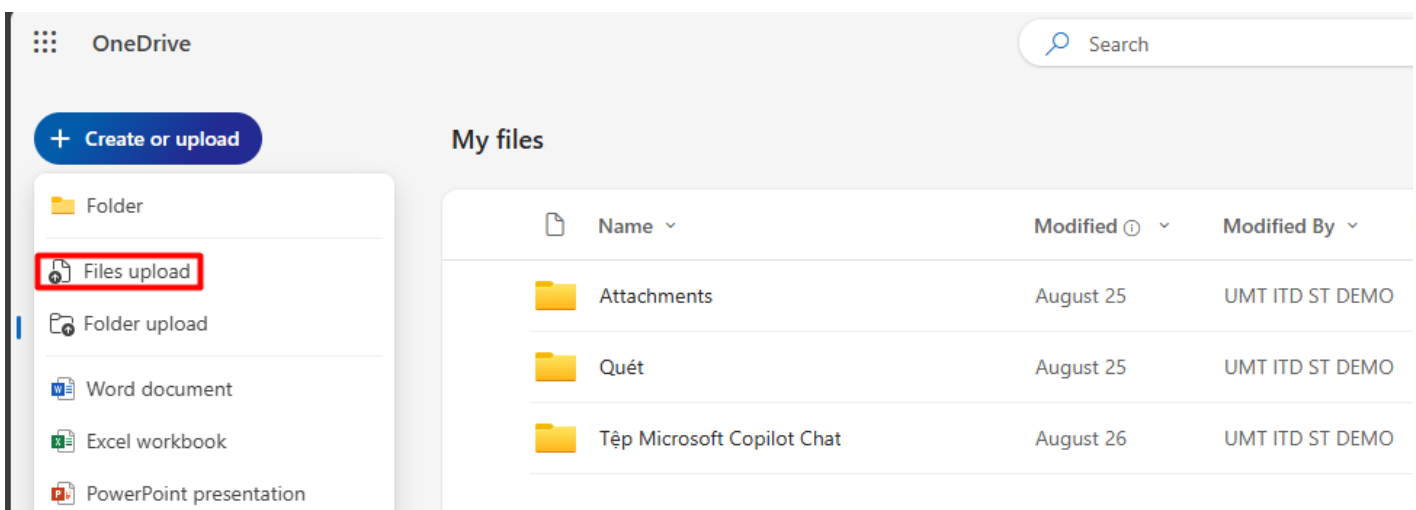 OneDrive
Search
Create or upload
My files
Folder
Files upload
Folder upload
Word document
Excel workbook
PowerPoint presentation
Name
Modified
Modified By
Attachments
August 25
UMT ITD ST DEMO
Quét
August 25
UMT ITD ST DEMO
Tệp Microsoft Copilot Chat
August 26
UMT ITD ST DEMO